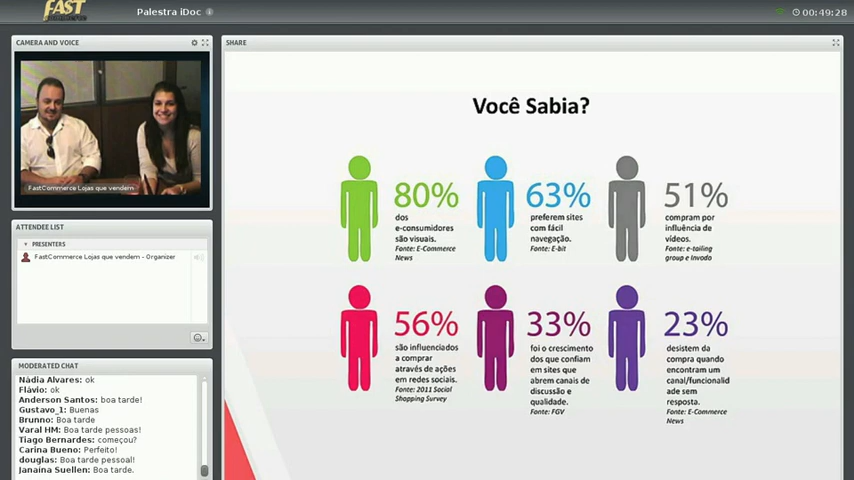 FAST
Palestra iDoc
00:49:28
CAMERA AND VOICE
FastCommerce Lojas que vendem
ATTENDEE LIST
PRESENTERS
FastCommerce Lojas que vendem - Organizer
MODERATED CHAT
Nàdia Alvares: ok
Flávio: ok
Anderson Santos: boa tarde!
Gustavo_1: Buenas
Brunno: Boa tarde
Varal HM: Boa tarde pessoas!
Tiago Bernardes: começou?
Carina Bueno: Perfeito!
douglas: Boa tarde pessoal!
Janaína Suellen: Boa tarde.
SHARE
Você Sabia?
80%
dos
e-consumidores
são visuais.
Fonte: E-Commerce
News
63%
preferem sites
com fácil
navegação.
Fonte: E-bit
51%
compram por
influência de
vídeos.
Fonte: e-tailing
group e Invodo
56%
são influenciados
a comprar
através de ações
em redes sociais.
Fonte: 2011 Social
Shopping Survey
33%
foi o crescimento
dos que confiam
em sites que
abrem canais de
discussão e
qualidade.
Fonte: FGV
23%
desistem da
compra quando
encontram um
canal/funcionalid
ade sem
resposta.
Fonte: E-Commerce
News